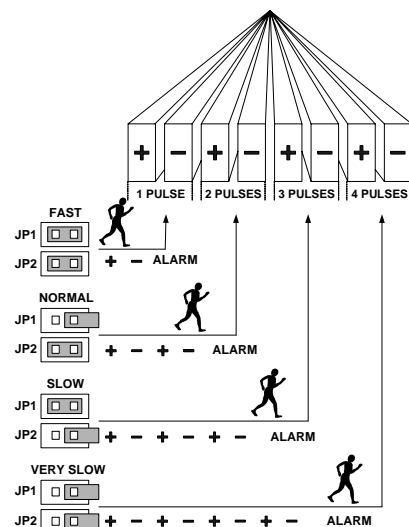 + - + - + - + -
1 PULSE 2 PULSES 3 PULSES 4 PULSES
FAST
JP1
JP2 + - ALARM
NORMAL
JP1
JP2 + - + - ALARM
SLOW
JP1
JP2 + - + - + - ALARM
VERY SLOW
JP1
JP2 + - + - + - + - ALARM